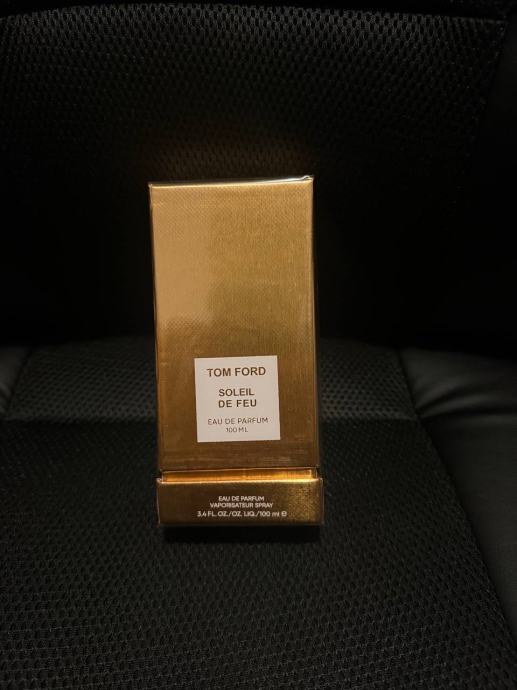 TOM FORD
SOLEIL
DE FEU
EAU DE PARFUM
100 ML
EAU DE PARFUM
VAPORISATEUR SPRAY
3.4 FL. OZ./OZ. LIQ./100 ml ℮